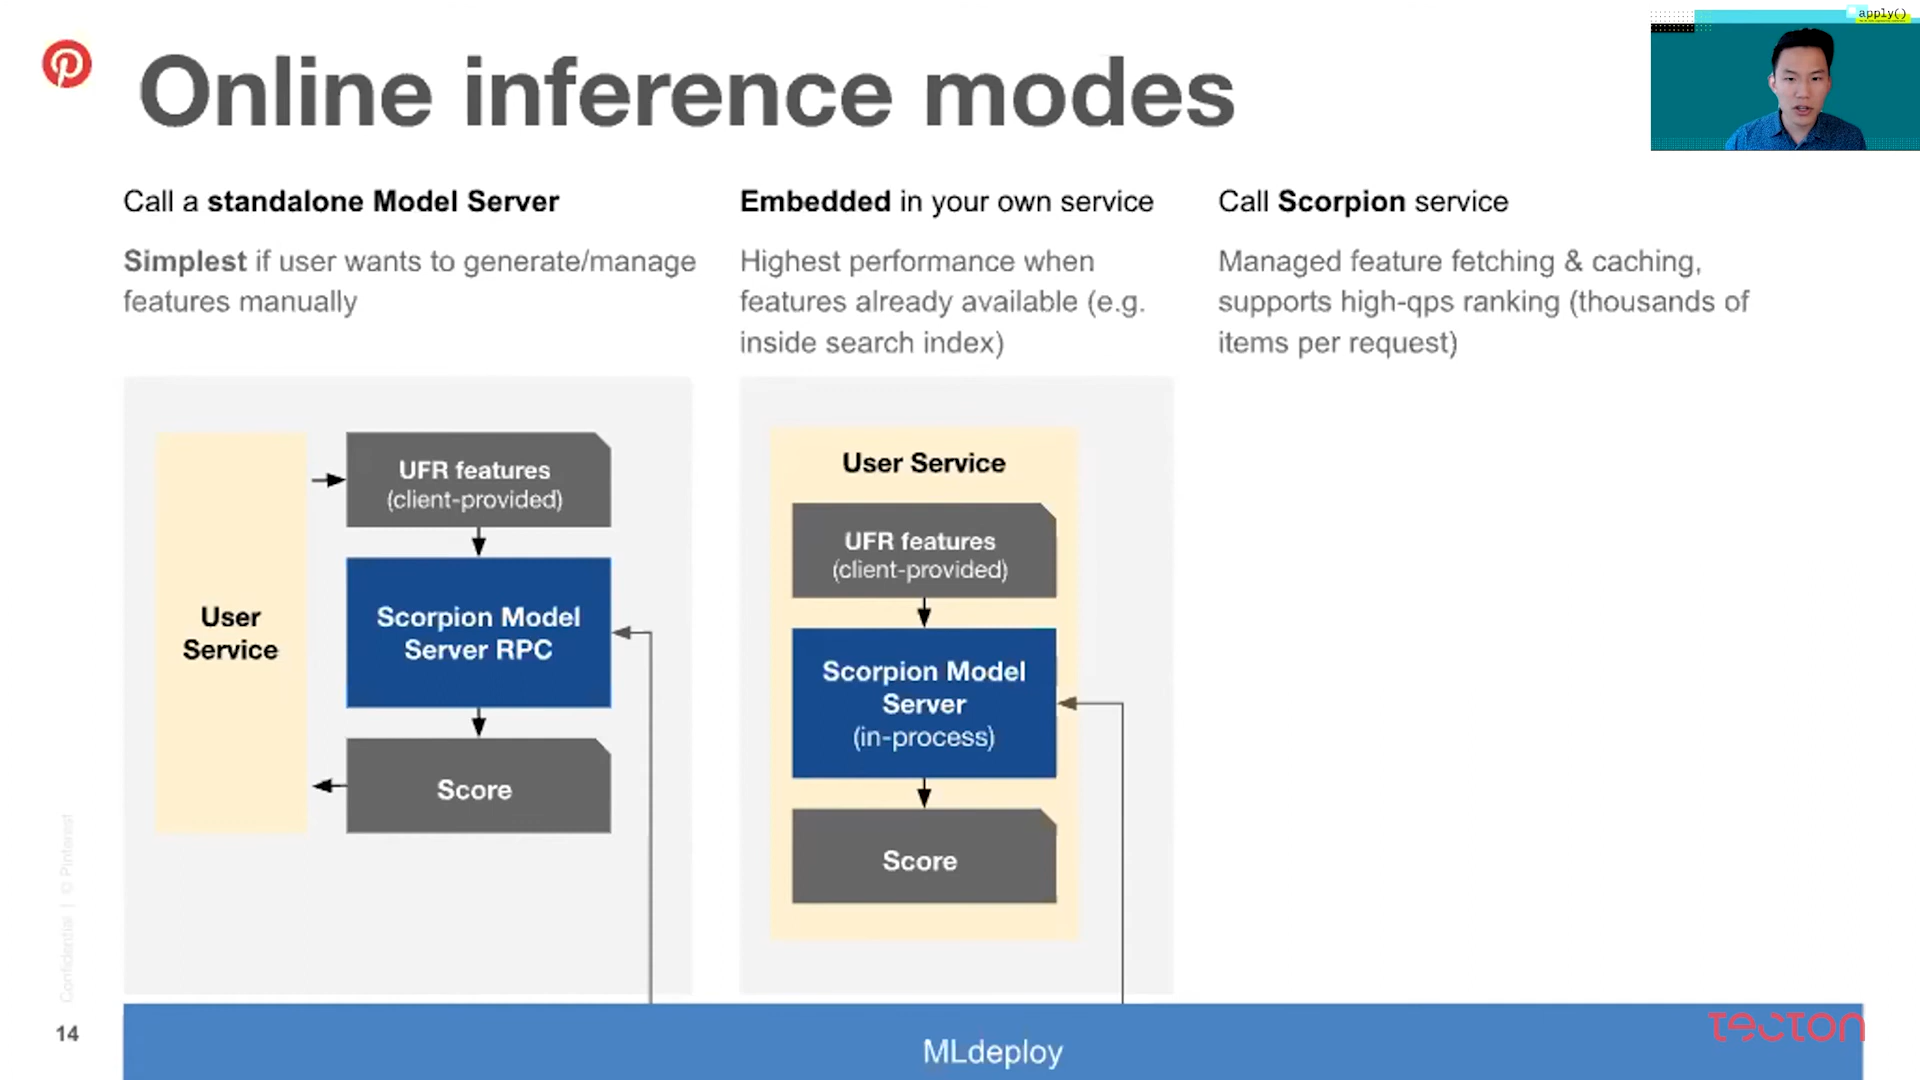 apply()
Online inference modes
Call a standalone Model Server
Simplest if user wants to generate/manage
features manually
User
Service
UFR features
(client-provided)
Scorpion Model
Server RPC
Score
Embedded in your own service
Highest performance when
features already available (e.g.
inside search index)
User Service
UFR features
(client-provided)
Scorpion Model
Server
(in-process)
Score
Call Scorpion service
Managed feature fetching & caching,
supports high-qps ranking (thousands of
items per request)
MLdeploy
tecton
Confidential | © Pinterest
14